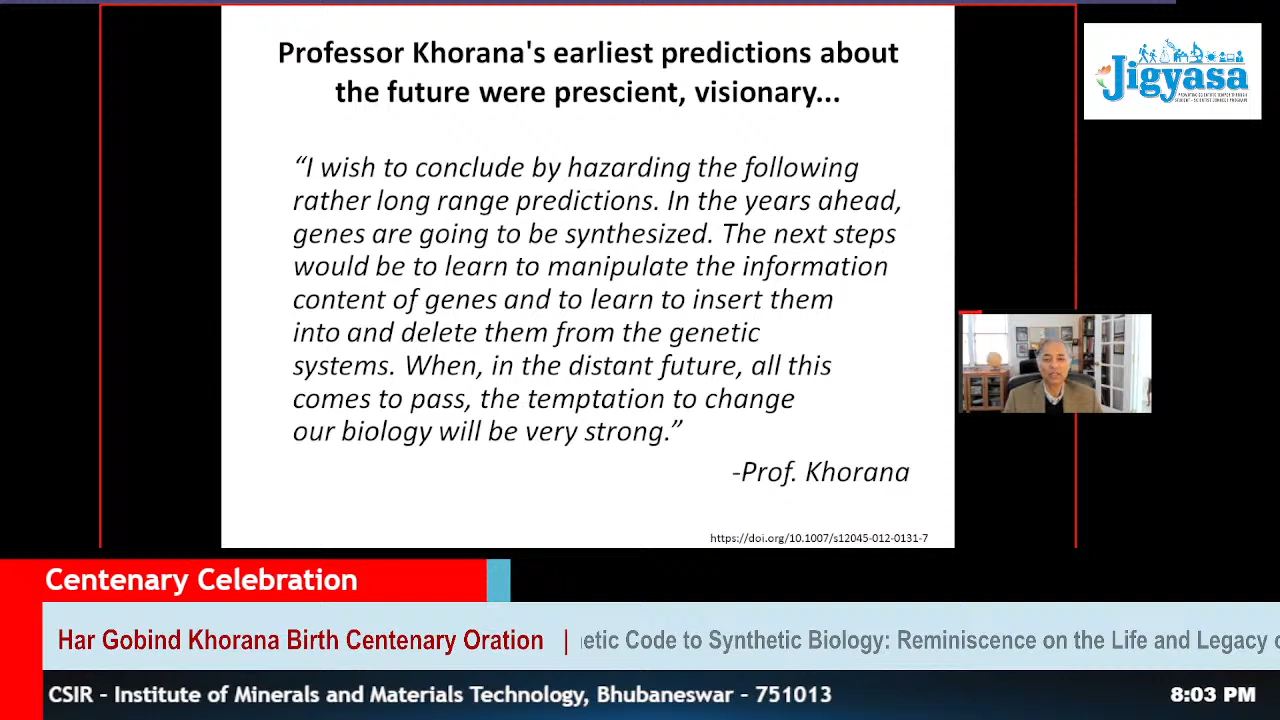 Professor Khorana's earliest predictions about
the future were prescient, visionary...
“I wish to conclude by hazarding the following
rather long range predictions. In the years ahead,
genes are going to be synthesized. The next steps
would be to learn to manipulate the information
content of genes and to learn to insert them
into and delete them from the genetic
systems. When, in the distant future, all this
comes to pass, the temptation to change
our biology will be very strong.”
-Prof. Khorana
https://doi.org/10.1007/s12045-012-0131-7
Jigyasa
Centenary Celebration
Har Gobind Khorana Birth Centenary Oration | etic Code to Synthetic Biology: Reminiscence on the Life and Legacy
CSIR - Institute of Minerals and Materials Technology, Bhubaneswar - 751013
8:03 PM